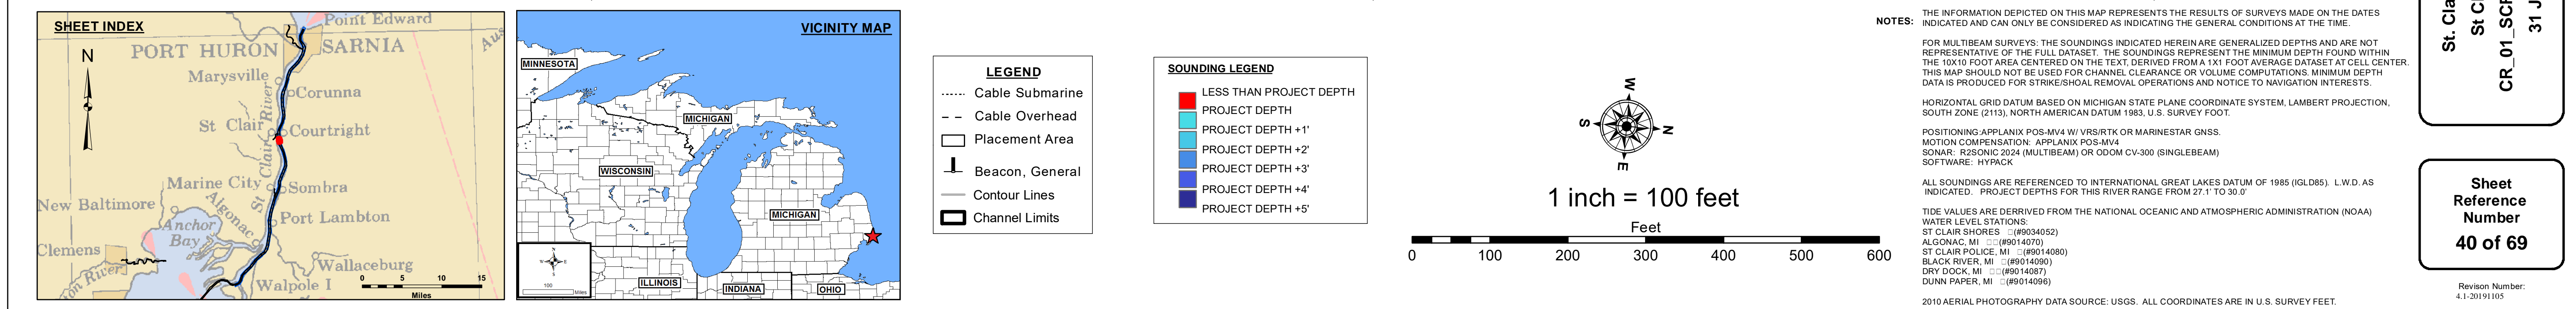 SHEET INDEX
N
Point Edward
PORT HURON
SARNIA
Aus
Marysville
Corunna
River
St Clair
Courtright
Clair
St
Marine City
Sombra
New Baltimore
Algonac
Port Lambton
Anchor
Bay
Clemens
Wallaceburg
on River
Walpole I
0 5 10 15
Miles
VICINITY MAP
MINNESOTA
MICHIGAN
WISCONSIN
MICHIGAN
ILLINOIS
INDIANA
OHIO
100
Miles
LEGEND
Cable Submarine
Cable Overhead
Placement Area
Beacon, General
Contour Lines
Channel Limits
SOUNDING LEGEND
LESS THAN PROJECT DEPTH
PROJECT DEPTH
PROJECT DEPTH +1'
PROJECT DEPTH +2'
PROJECT DEPTH +3'
PROJECT DEPTH +4'
PROJECT DEPTH +5'
W
S
N
E
1 inch = 100 feet
Feet
0 100 200 300 400 500 600
NOTES:
THE INFORMATION DEPICTED ON THIS MAP REPRESENTS THE RESULTS OF SURVEYS MADE ON THE DATES
INDICATED AND CAN ONLY BE CONSIDERED AS INDICATING THE GENERAL CONDITIONS AT THE TIME.
FOR MULTIBEAM SURVEYS: THE SOUNDINGS INDICATED HEREIN ARE GENERALIZED DEPTHS AND ARE NOT
REPRESENTATIVE OF THE FULL DATASET. THE SOUNDINGS REPRESENT THE MINIMUM DEPTH FOUND WITHIN
THE 10X10 FOOT AREA CENTERED ON THE TEXT, DERIVED FROM A 1X1 FOOT AVERAGE DATASET AT CELL CENTER.
THIS MAP SHOULD NOT BE USED FOR CHANNEL CLEARANCE OR VOLUME COMPUTATIONS. MINIMUM DEPTH
DATA IS PRODUCED FOR STRIKE/SHOAL REMOVAL OPERATIONS AND NOTICE TO NAVIGATION INTERESTS.
HORIZONTAL GRID DATUM BASED ON MICHIGAN STATE PLANE COORDINATE SYSTEM, LAMBERT PROJECTION,
SOUTH ZONE (2113), NORTH AMERICAN DATUM 1983, U.S. SURVEY FOOT.
POSITIONING:APPLANIX POS-MV4 W/ VRS/RTK OR MARINESTAR GNSS.
MOTION COMPENSATION: APPLANIX POS-MV4
SONAR: R2SONIC 2024 (MULTIBEAM) OR ODOM CV-300 (SINGLEBEAM)
SOFTWARE: HYPACK
ALL SOUNDINGS ARE REFERENCED TO INTERNATIONAL GREAT LAKES DATUM OF 1985 (IGLD85). L.W.D. AS
INDICATED. PROJECT DEPTHS FOR THIS RIVER RANGE FROM 27.1' TO 30.0'
TIDE VALUES ARE DERRIVED FROM THE NATIONAL OCEANIC AND ATMOSPHERIC ADMINISTRATION (NOAA)
WATER LEVEL STATIONS:
ST CLAIR SHORES □(#9034052)
ALGONAC, MI □□(#9014070)
ST CLAIR POLICE, MI □(#9014080)
BLACK RIVER, MI □(#9014090)
DRY DOCK, MI □□(#9014087)
DUNN PAPER, MI □(#9014096)
2010 AERIAL PHOTOGRAPHY DATA SOURCE: USGS. ALL COORDINATES ARE IN U.S. SURVEY FEET.
St. Cla
St Cl
CR_01_SCF
31 J
Sheet
Reference
Number
40 of 69
Revison Number:
4.1-20191105